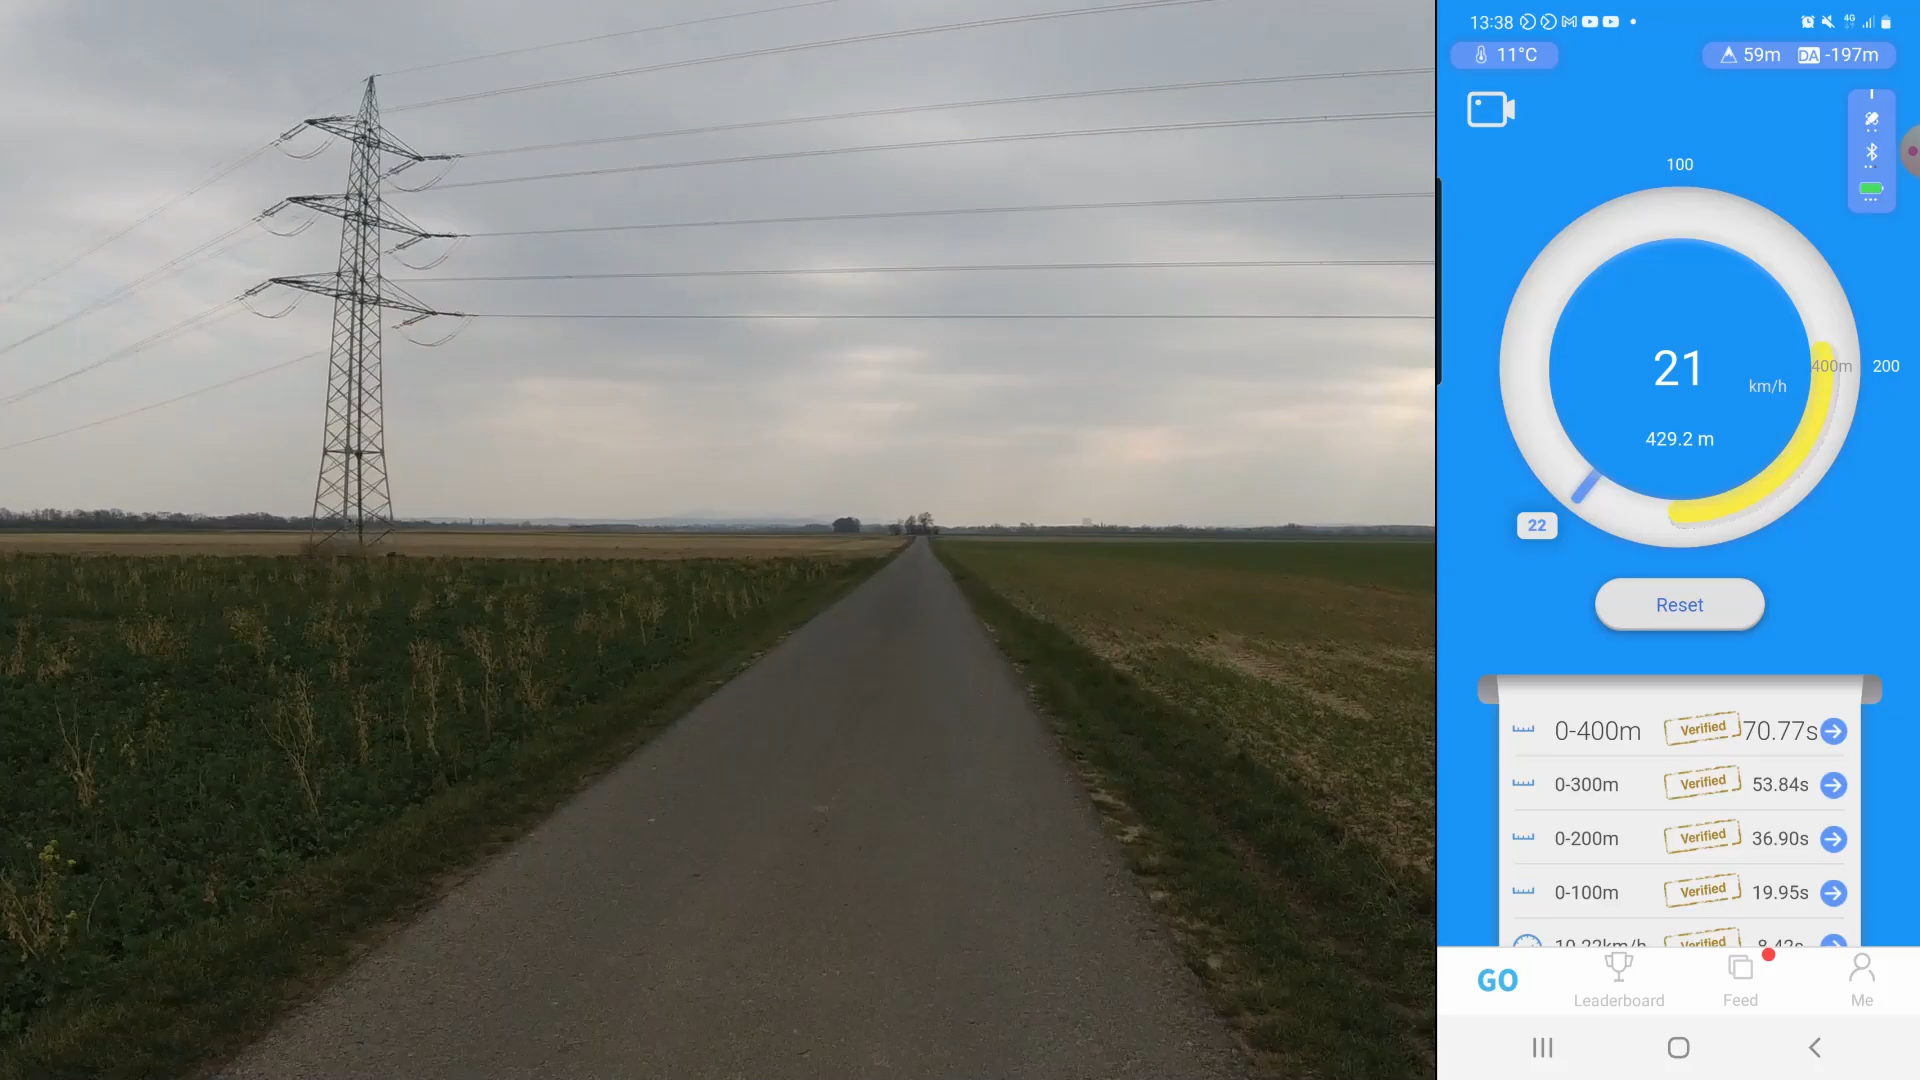 13:38
4G
11°C
59m DA -197m
100
400m 200
21
km/h
429.2 m
22
Reset
0-400m Verified 70.77s
0-300m Verified 53.84s
0-200m Verified 36.90s
0-100m Verified 19.95s
Verified
GO
Leaderboard
Feed
Me